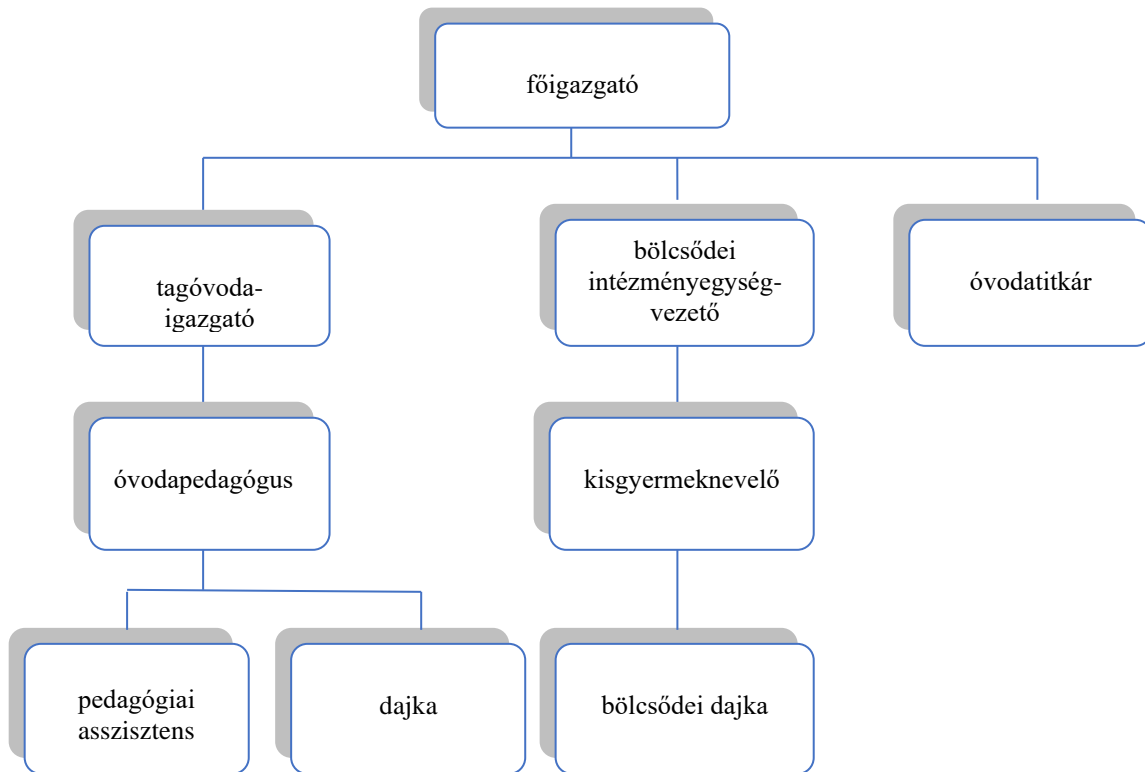 főigazgató
tagóvoda-
igazgató
bölcsődei
intézményegység-
vezető
óvodatitkár
óvodapedagógus
kisgyermeknevelő
pedagógiai
asszisztens
dajka
bölcsődei dajka